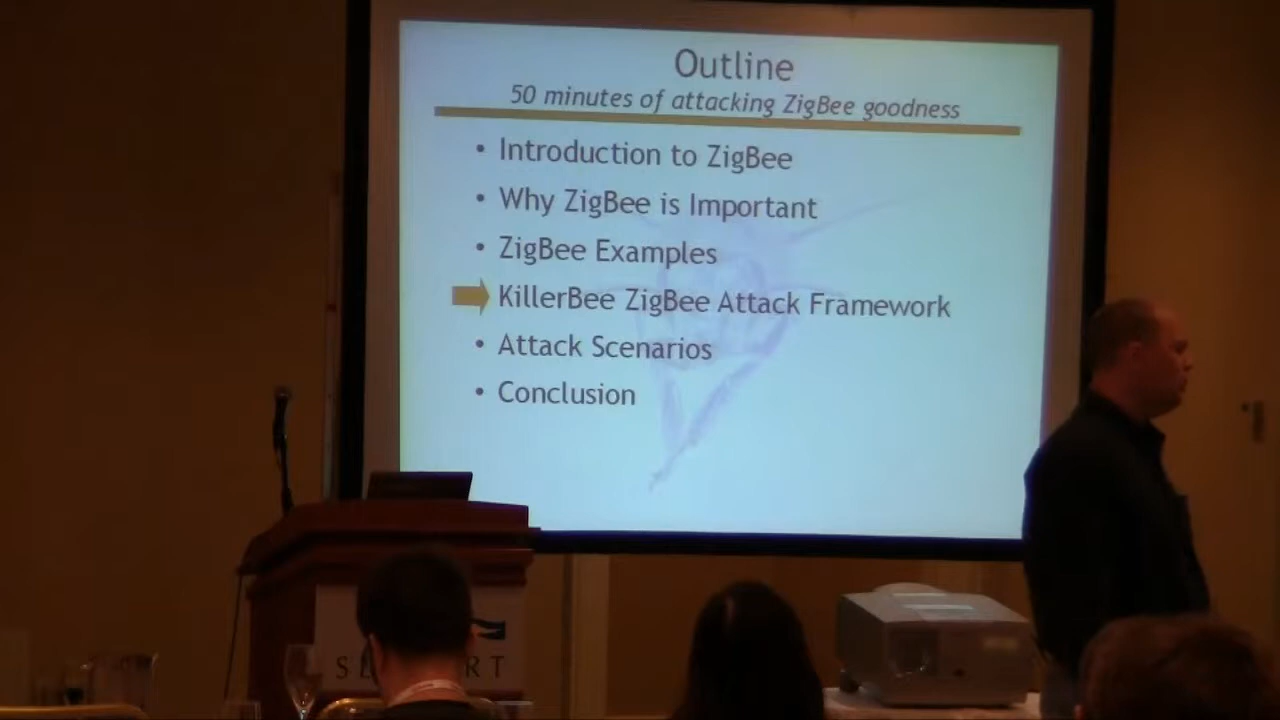 Outline
50 minutes of attacking ZigBee goodness
• Introduction to ZigBee
• Why ZigBee is Important
• ZigBee Examples
KillerBee ZigBee Attack Framework
• Attack Scenarios
• Conclusion